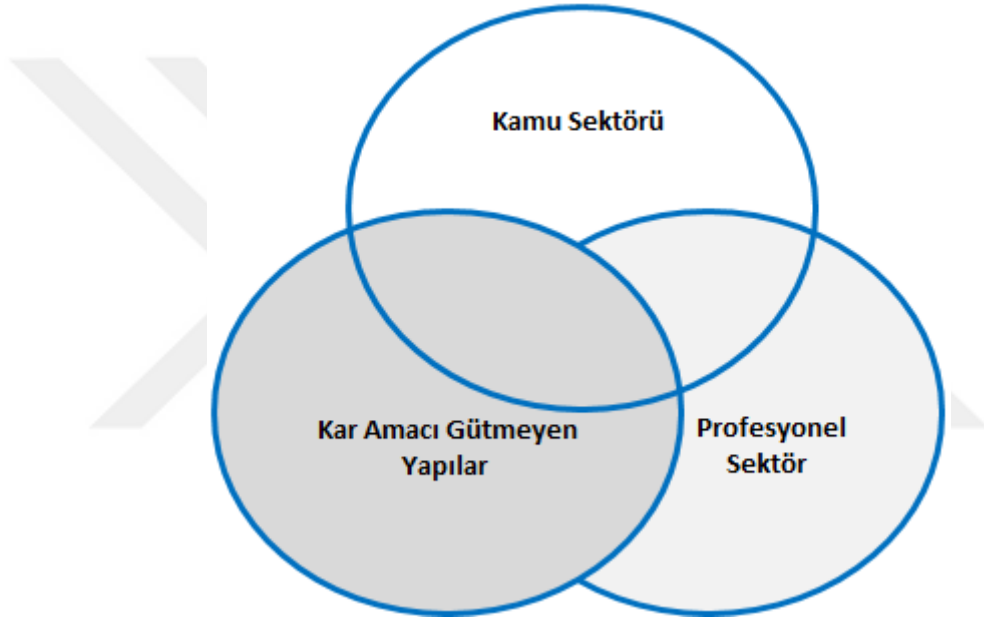 Kamu Sektörü
Kar Amacı Gütmeyen
Yapılar
Profesyonel
Sektör